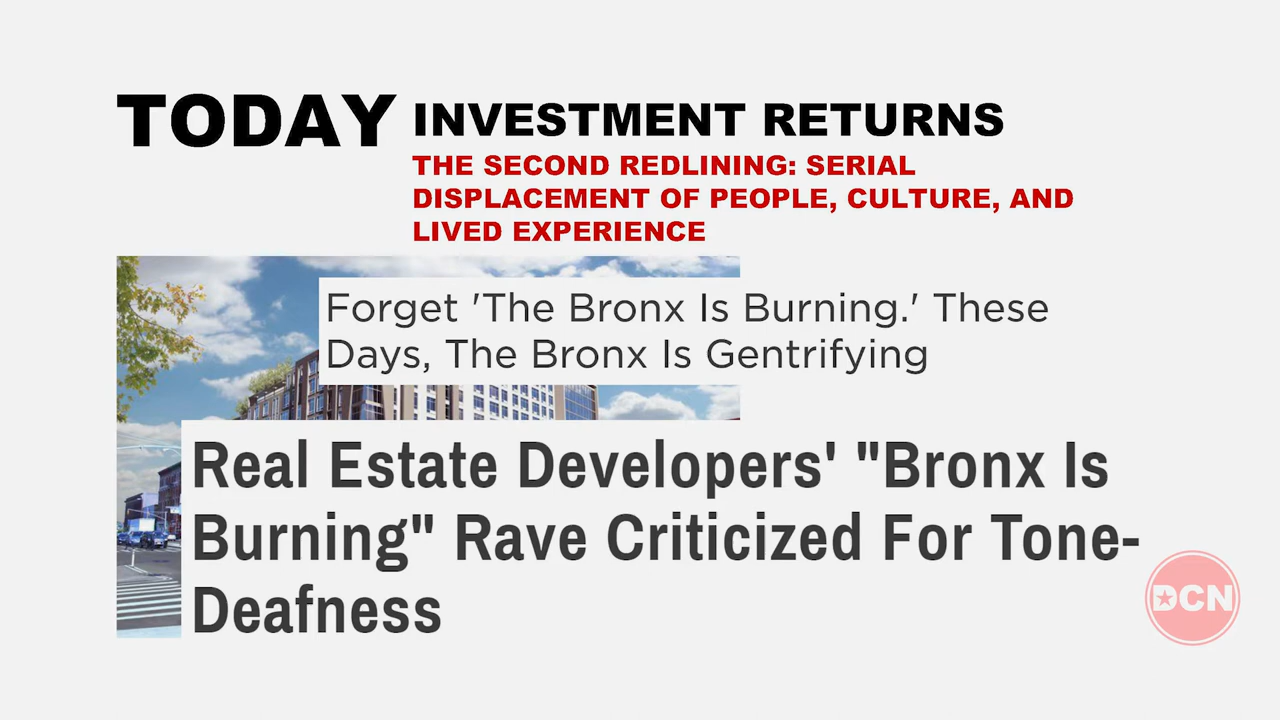 TODAY INVESTMENT RETURNS
THE SECOND REDLINING: SERIAL
DISPLACEMENT OF PEOPLE, CULTURE, AND
LIVED EXPERIENCE
Forget 'The Bronx Is Burning.' These
Days, The Bronx Is Gentrifying
Real Estate Developers' "Bronx Is
Burning" Rave Criticized For Tone-
Deafness
DCN